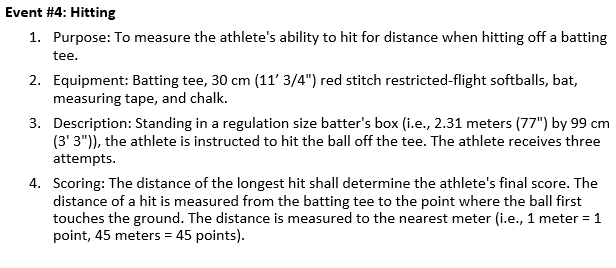 Event #4: Hitting
1. Purpose: To measure the athlete's ability to hit for distance when hitting off a batting
tee.
2. Equipment: Batting tee, 30 cm (11' 3/4") red stitch restricted-flight softballs, bat,
measuring tape, and chalk.
3. Description: Standing in a regulation size batter's box (i.e., 2.31 meters (77") by 99 cm
(3' 3")), the athlete is instructed to hit the ball off the tee. The athlete receives three
attempts.
4. Scoring: The distance of the longest hit shall determine the athlete's final score. The
distance of a hit is measured from the batting tee to the point where the ball first
touches the ground. The distance is measured to the nearest meter (i.e., 1 meter = 1
point, 45 meters = 45 points).